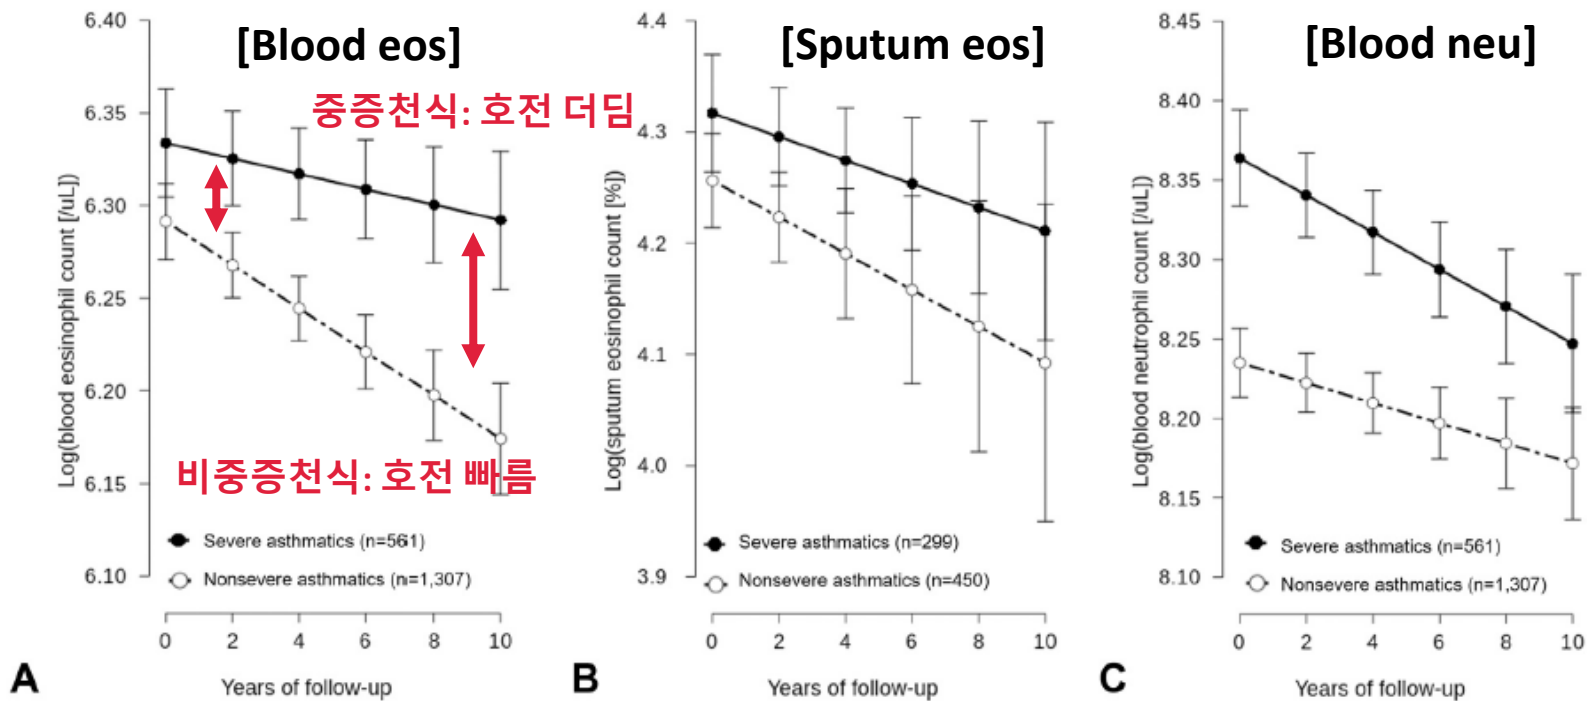 [Blood eos]
중증천식: 호전 더딤
비중증천식: 호전 빠름
Log(blood eosinophil count [/uL])
6.40
6.35
6.30
6.25
6.20
6.15
6.10
Severe asthmatics (n=561)
Nonsevere asthmatics (n=1,307)
0 2 4 6 8 10
Years of follow-up
A
[Sputum eos]
Log(sputum eosinophil count [%])
4.4
4.3
4.2
4.1
4.0
3.9
Severe asthmatics (n=299)
Nonsevere asthmatics (n=450)
0 2 4 6 8 10
Years of follow-up
B
[Blood neu]
Log(blood neutrophil count [/uL])
8.45
8.40
8.35
8.30
8.25
8.20
8.15
8.10
Severe asthmatics (n=561)
Nonsevere asthmatics (n=1,307)
0 2 4 6 8 10
Years of follow-up
C